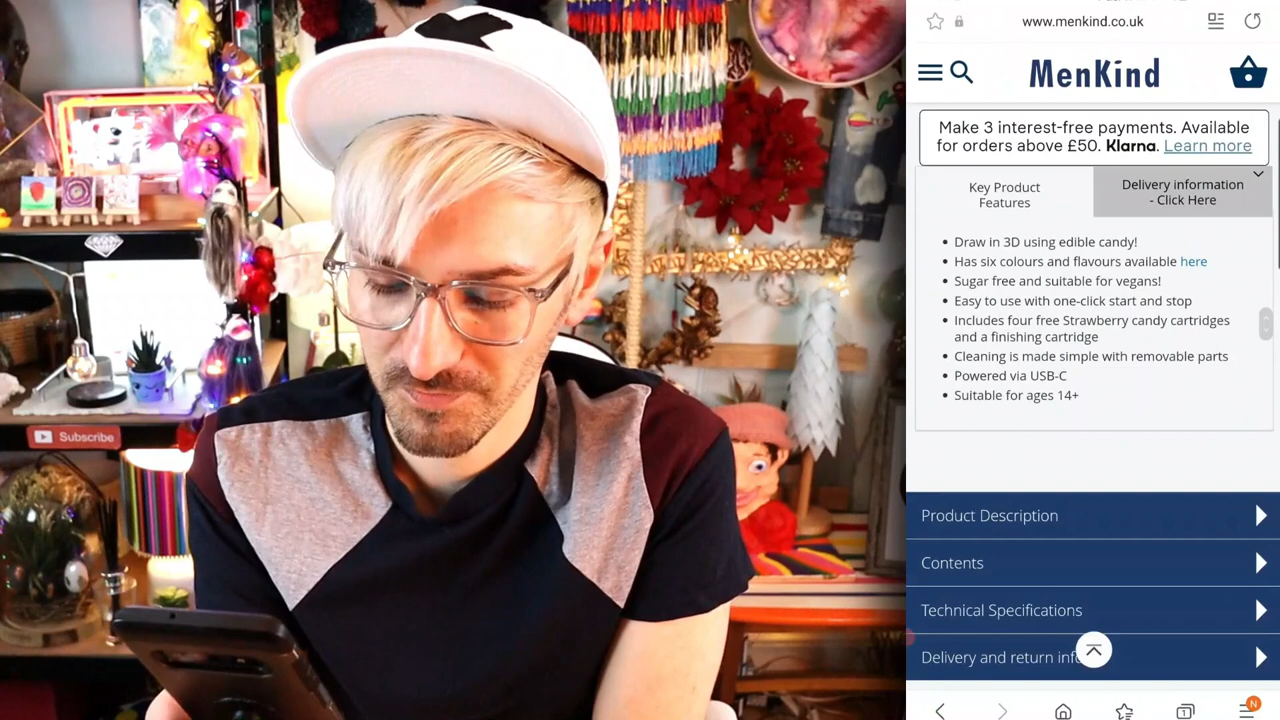 www.menkind.co.uk
MenKind
Make 3 interest-free payments. Available
for orders above £50. Klarna. Learn more
Key Product
Features
Delivery information
- Click Here
Draw in 3D using edible candy!
Has six colours and flavours available here
Sugar free and suitable for vegans!
Easy to use with one-click start and stop
Includes four free Strawberry candy cartridges
and a finishing cartridge
Cleaning is made simple with removable parts
Powered via USB-C
Suitable for ages 14+
Product Description
Contents
Technical Specifications
Delivery and return inf
1
N
Subscribe